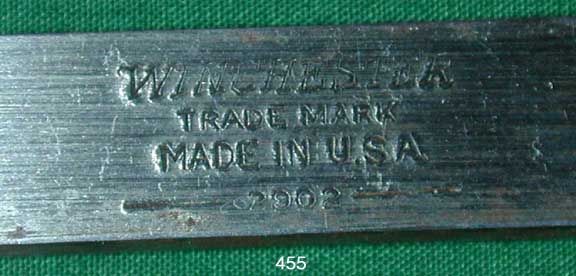 WINCHESTER
TRADE MARK
MADE IN U.S.A
2902
455